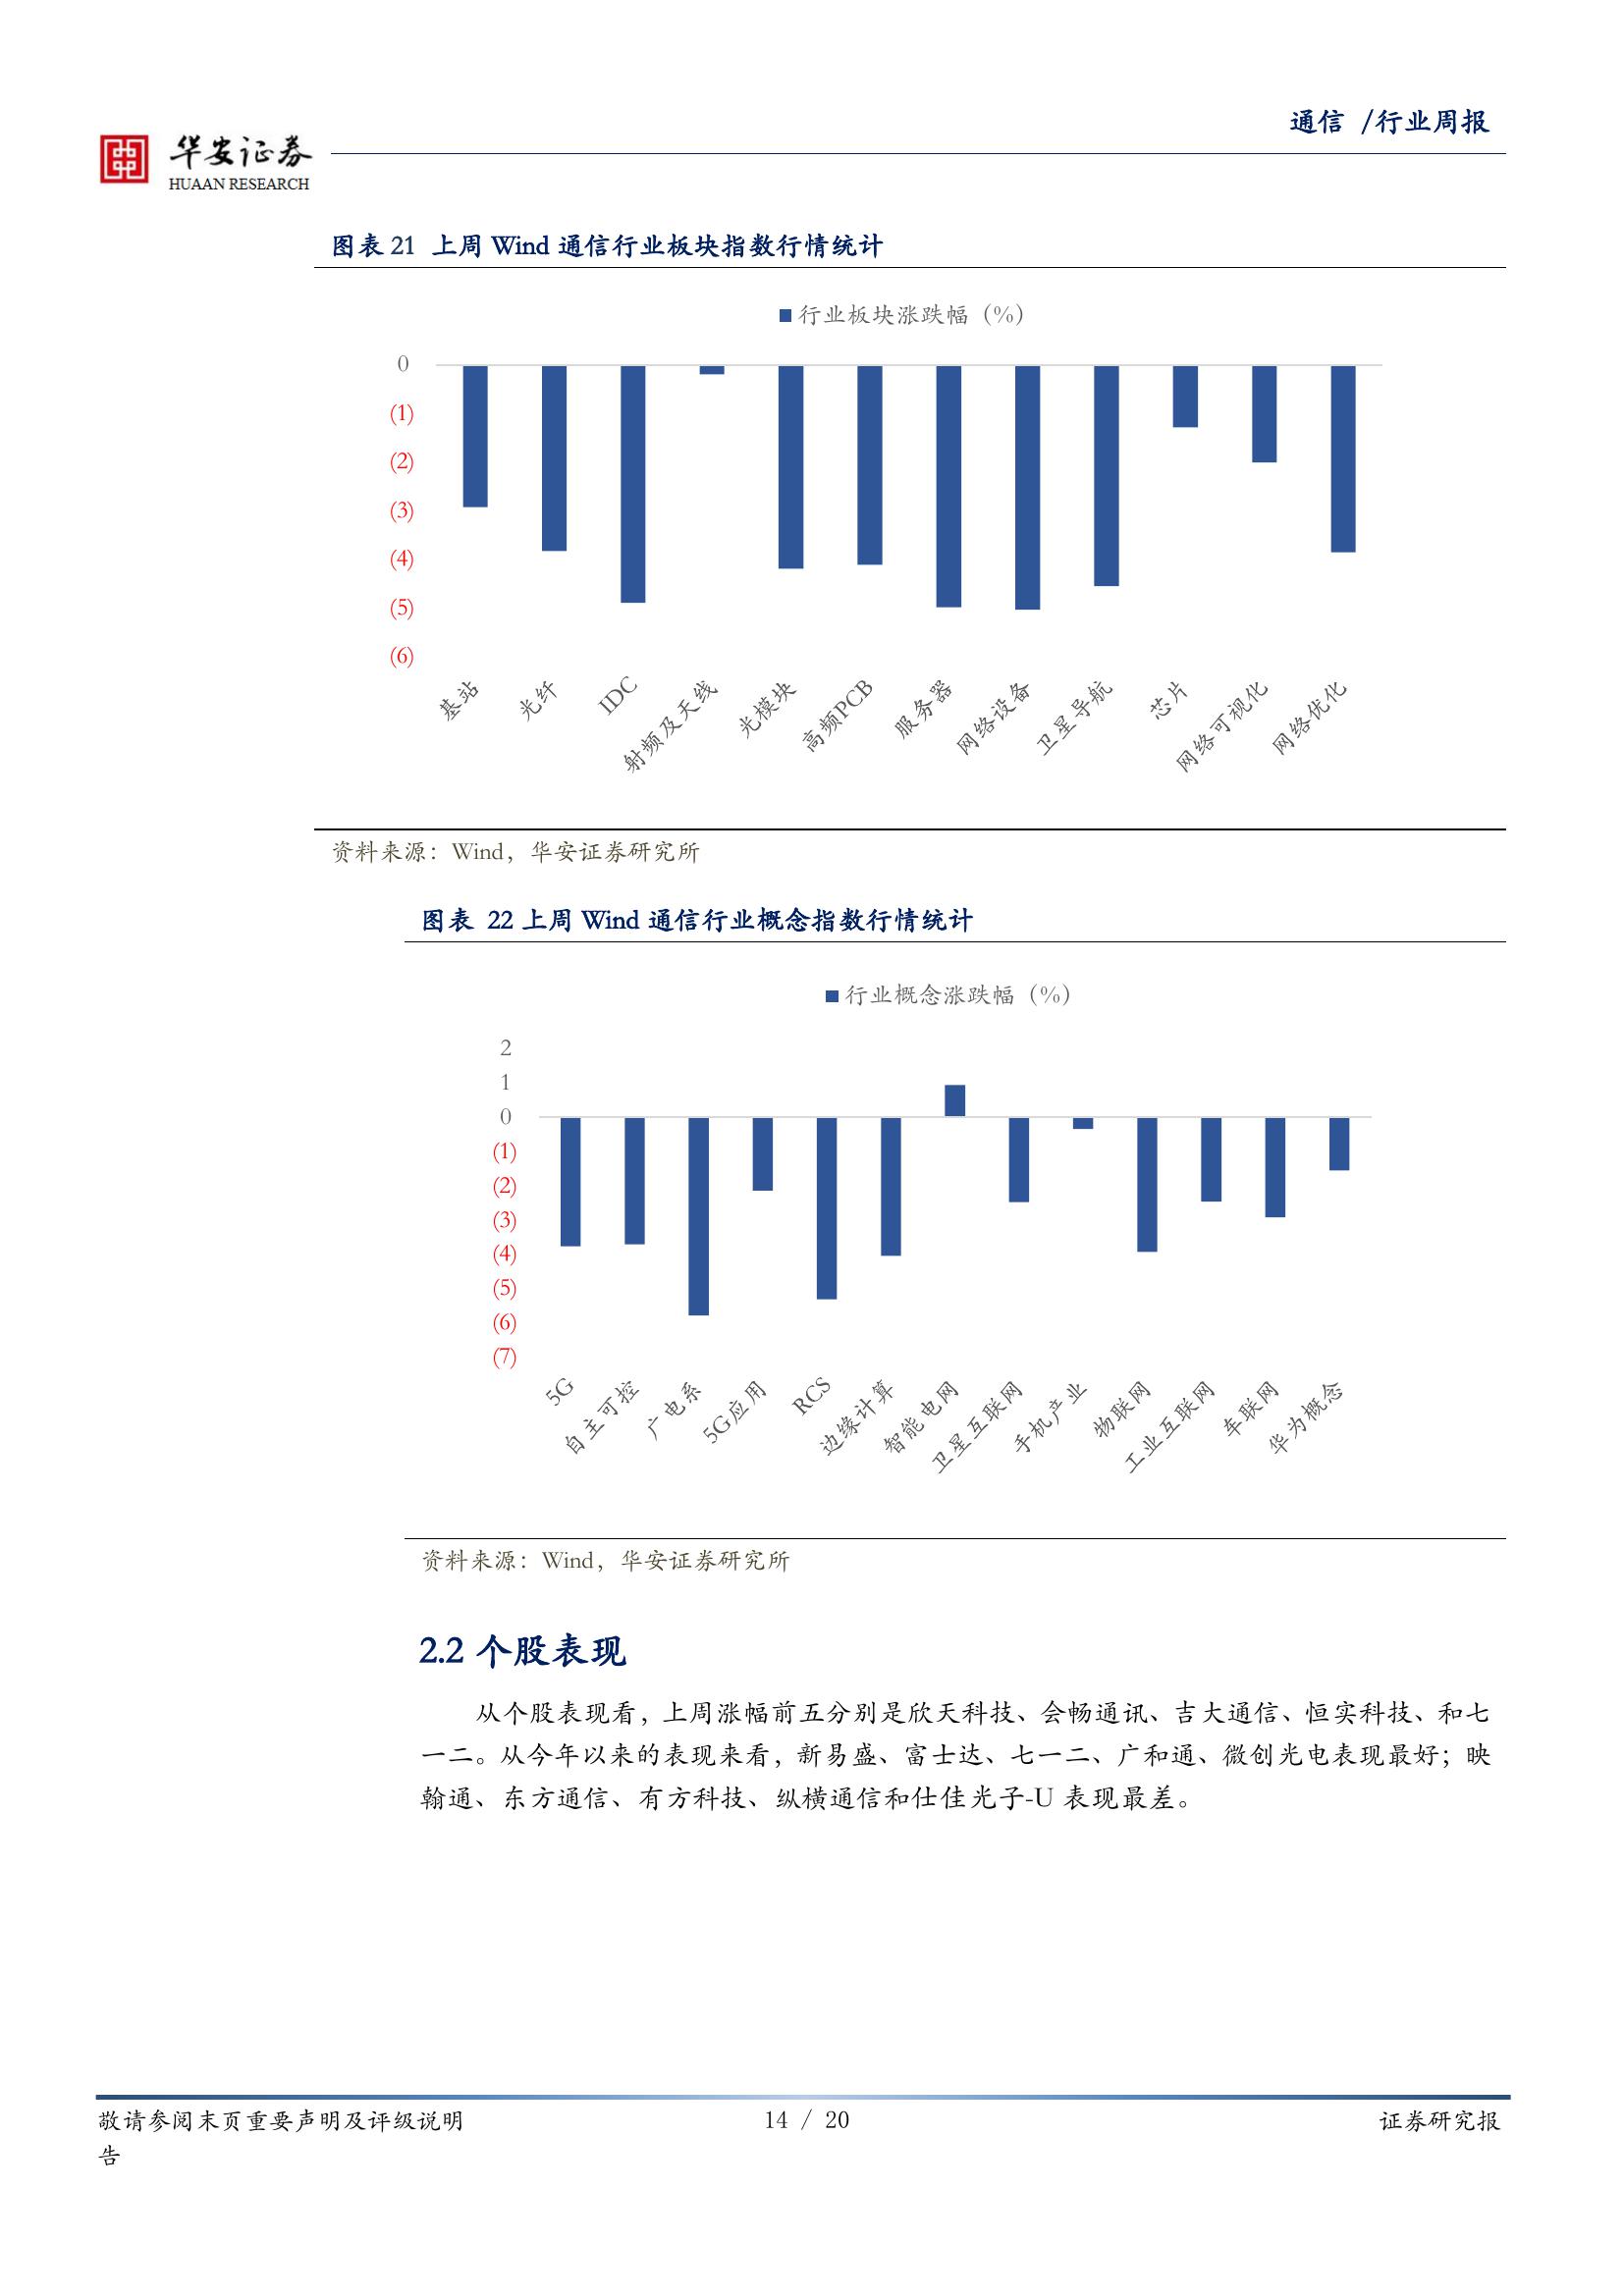 通信 /行业周报
华安证券
HUAAN RESEARCH
图表 21 上周 Wind 通信行业板块指数行情统计
行业板块涨跌幅（%）
0
(1)
(2)
(3)
(4)
(5)
(6)
基站
光纤
IDC
射频及天线
光模块
高频PCB
服务器
网络设备
卫星导航
芯片
网络可视化
网络优化
资料来源：Wind，华安证券研究所
图表 22 上周 Wind 通信行业概念指数行情统计
行业概念涨跌幅（%）
2
1
0
(1)
(2)
(3)
(4)
(5)
(6)
(7)
5G
自主可控
广电系
5G应用
RCS
边缘计算
智能电网
卫星互联网
手机产业
物联网
工业互联网
车联网
华为概念
资料来源：Wind，华安证券研究所
2.2 个股表现
从个股表现看，上周涨幅前五分别是欣天科技、会畅通讯、吉大通信、恒实科技、和七
一二。从今年以来的表现来看，新易盛、富士达、七一二、广和通、微创光电表现最好；映
翰通、东方通信、有方科技、纵横通信和仕佳光子-U 表现最差。
敬请参阅末页重要声明及评级说明
14 / 20
证券研究报
告